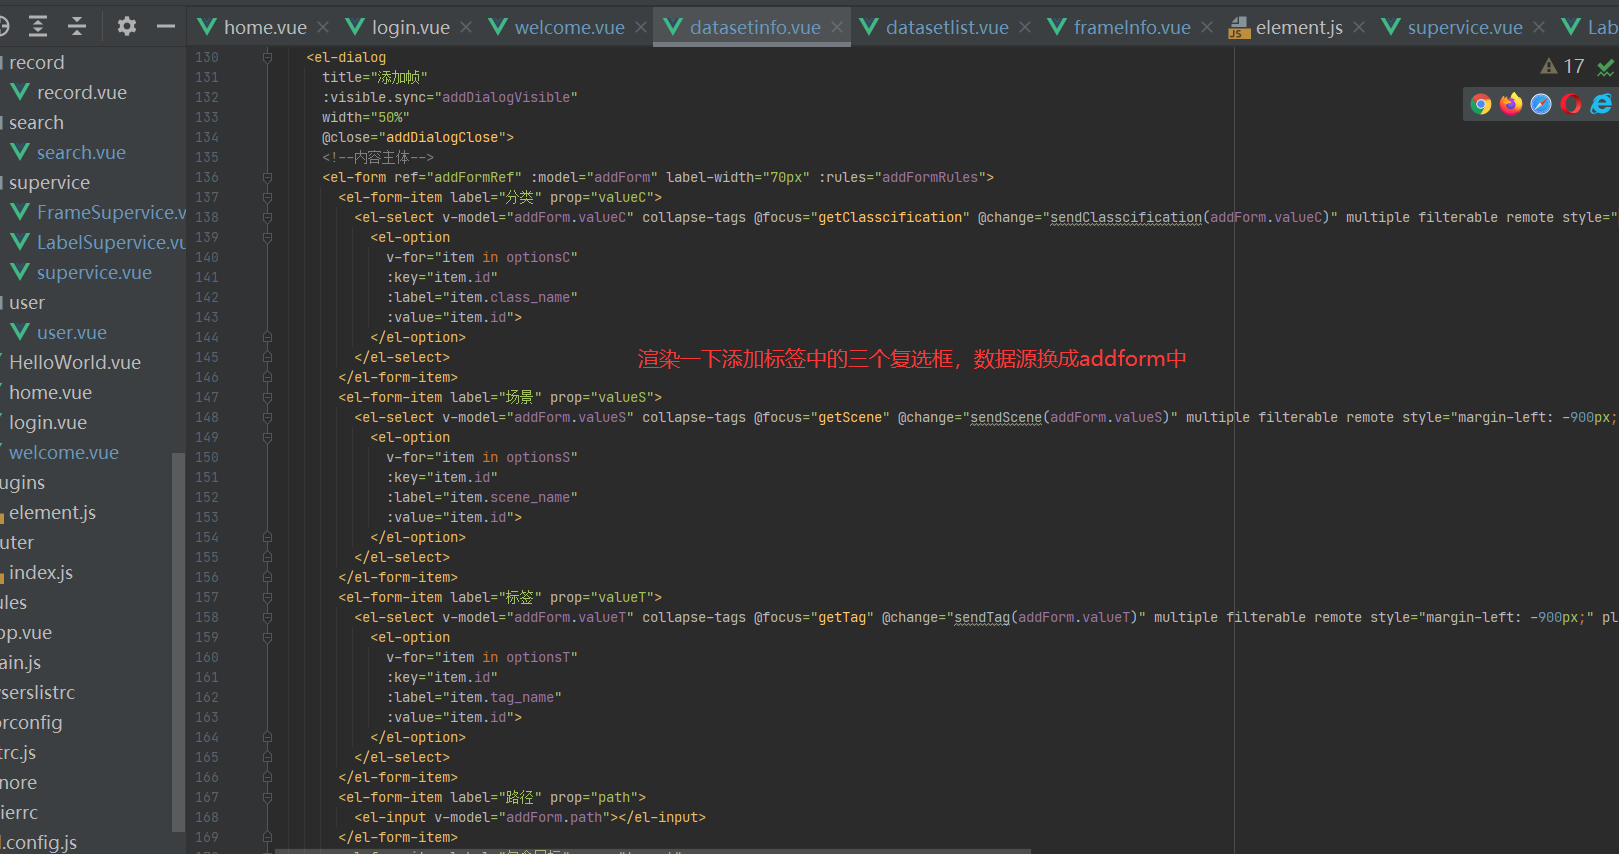 home.vue login.vue welcome.vue datasetinfo.vue datasetlist.vue frameInfo.vue element.js supervice.vue Lab
record
record.vue
search
search.vue
supervice
FrameSupervice.v
LabelSupervice.vu
supervice.vue
user
user.vue
HelloWorld.vue
home.vue
login.vue
welcome.vue
ugins
element.js
uter
index.js
ules
pp.vue
ain.js
serslistrc
orconfig
trc.js
nore
ierrc
l.config.js
17
130 <el-dialog
131 title="添加帧"
132 :visible.sync="addDialogVisible"
133 width="50%"
134 @close="addDialogClose">
135 <!--内容主体-->
136 <el-form ref="addFormRef" :model="addForm" label-width="70px" :rules="addFormRules">
137 <el-form-item label="分类" prop="valueC">
138 <el-select v-model="addForm.valueC" collapse-tags @focus="getClasscification" @change="sendClasscification(addForm.valueC)" multiple filterable remote style="
139 <el-option
140 v-for="item in optionsC"
141 :key="item.id"
142 :label="item.class_name"
143 :value="item.id">
144 </el-option>
145 </el-select>
渲染一下添加标签中的三个复选框，数据源换成addform中
146 </el-form-item>
147 <el-form-item label="场景" prop="valueS">
148 <el-select v-model="addForm.valueS" collapse-tags @focus="getScene" @change="sendScene(addForm.valueS)" multiple filterable remote style="margin-left: -900px;
149 <el-option
150 v-for="item in optionsS"
151 :key="item.id"
152 :label="item.scene_name"
153 :value="item.id">
154 </el-option>
155 </el-select>
156 </el-form-item>
157 <el-form-item label="标签" prop="valueT">
158 <el-select v-model="addForm.valueT" collapse-tags @focus="getTag" @change="sendTag(addForm.valueT)" multiple filterable remote style="margin-left: -900px;" pl
159 <el-option
160 v-for="item in optionsT"
161 :key="item.id"
162 :label="item.tag_name"
163 :value="item.id">
164 </el-option>
165 </el-select>
166 </el-form-item>
167 <el-form-item label="路径" prop="path">
168 <el-input v-model="addForm.path"></el-input>
169 </el-form-item>